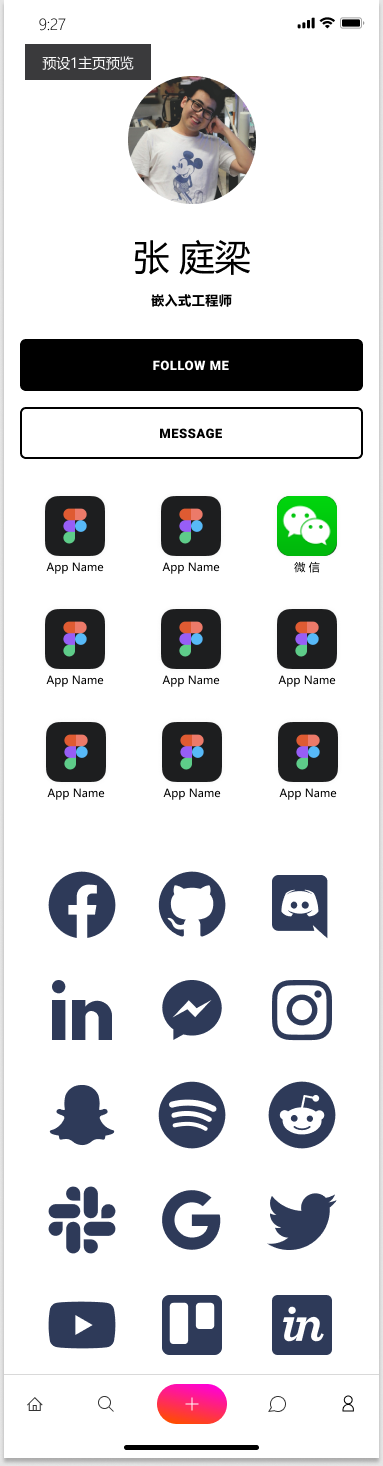 9:27
预设1主页预览
张 庭梁
嵌入式工程师
FOLLOW ME
MESSAGE
App Name
App Name
微 信
App Name
App Name
App Name
App Name
App Name
App Name